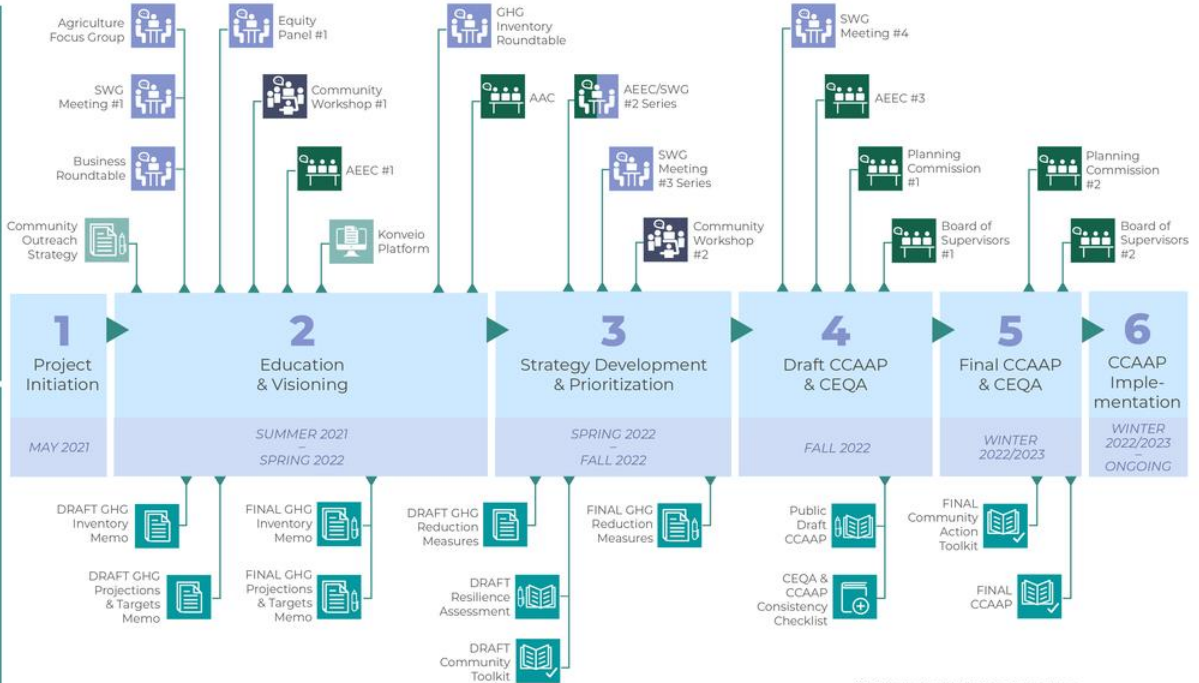 Agriculture
Focus Group
Equity
Panel #1
GHG
Inventory
Roundtable
SWG
Meeting #4
SWG
Meeting #1
Community
Workshop #1
AAC
AEEC/SWG
#2 Series
AEEC #3
Business
Roundtable
AEEC #1
SWG
Meeting
#3 Series
Planning
Commission
#1
Planning
Commission
#2
Community
Outreach
Strategy
Konveio
Platform
Community
Workshop
#2
Board of
Supervisors
#1
Board of
Supervisors
#2
1
Project
Initiation
MAY 2021
2
Education
& Visioning
SUMMER 2021
–
SPRING 2022
3
Strategy Development
& Prioritization
SPRING 2022
–
FALL 2022
4
Draft CCAAP
& CEQA
FALL 2022
5
Final CCAAP
& CEQA
WINTER
2022/2023
6
CCAAP
Imple-
mentation
WINTER
2022/2023
–
ONGOING
DRAFT GHG
Inventory
Memo
FINAL GHG
Inventory
Memo
DRAFT GHG
Reduction
Measures
FINAL GHG
Reduction
Measures
Public
Draft
CCAAP
FINAL
Community
Action
Toolkit
DRAFT GHG
Projections
& Targets
Memo
FINAL GHG
Projections
& Targets
Memo
DRAFT
Resilience
Assessment
CEQA &
CCAAP
Consistency
Checklist
FINAL
CCAAP
DRAFT
Community
Toolkit